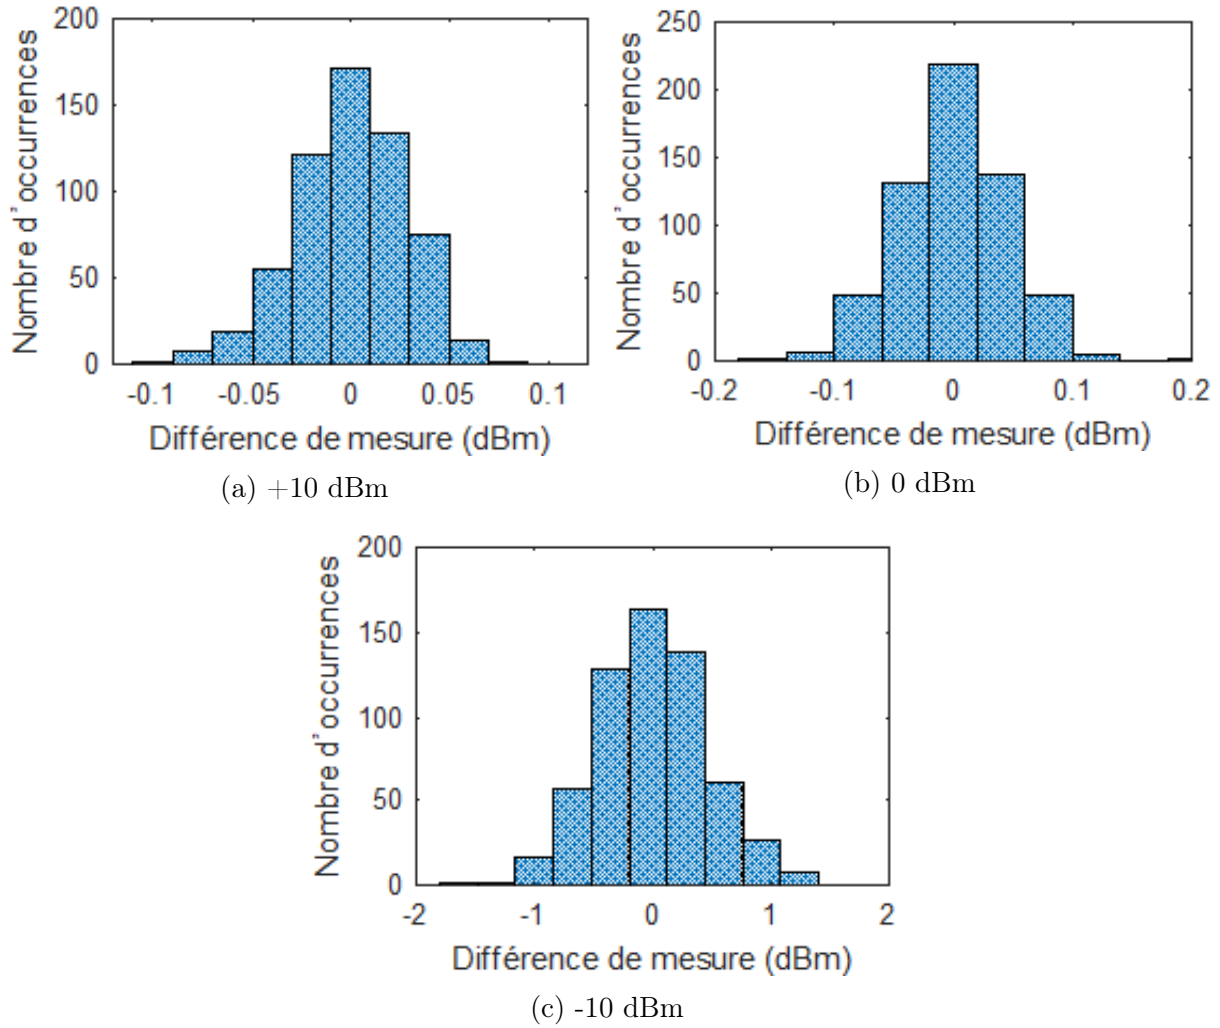 200
150
100
50
0
Nombre d'occurrences
-0.1 -0.05 0 0.05 0.1
Différence de mesure (dBm)
(a) +10 dBm
250
200
150
100
50
0
Nombre d'occurrences
-0.2 -0.1 0 0.1 0.2
Différence de mesure (dBm)
(b) 0 dBm
200
150
100
50
0
Nombre d'occurrences
-2 -1 0 1 2
Différence de mesure (dBm)
(c) -10 dBm